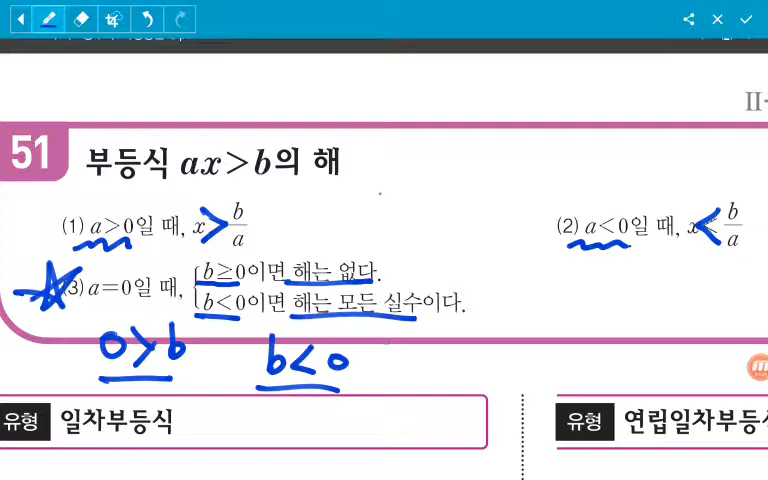 II-
51 부등식 ax>b의 해
(1) a>0일 때, x > b/a
(2) a<0일 때, x < b/a
(3) a=0일 때, { b≥0이면 해는 없다.
b<0이면 해는 모든 실수이다.
0>b b<0
유형 일차부등식
유형 연립일차부등